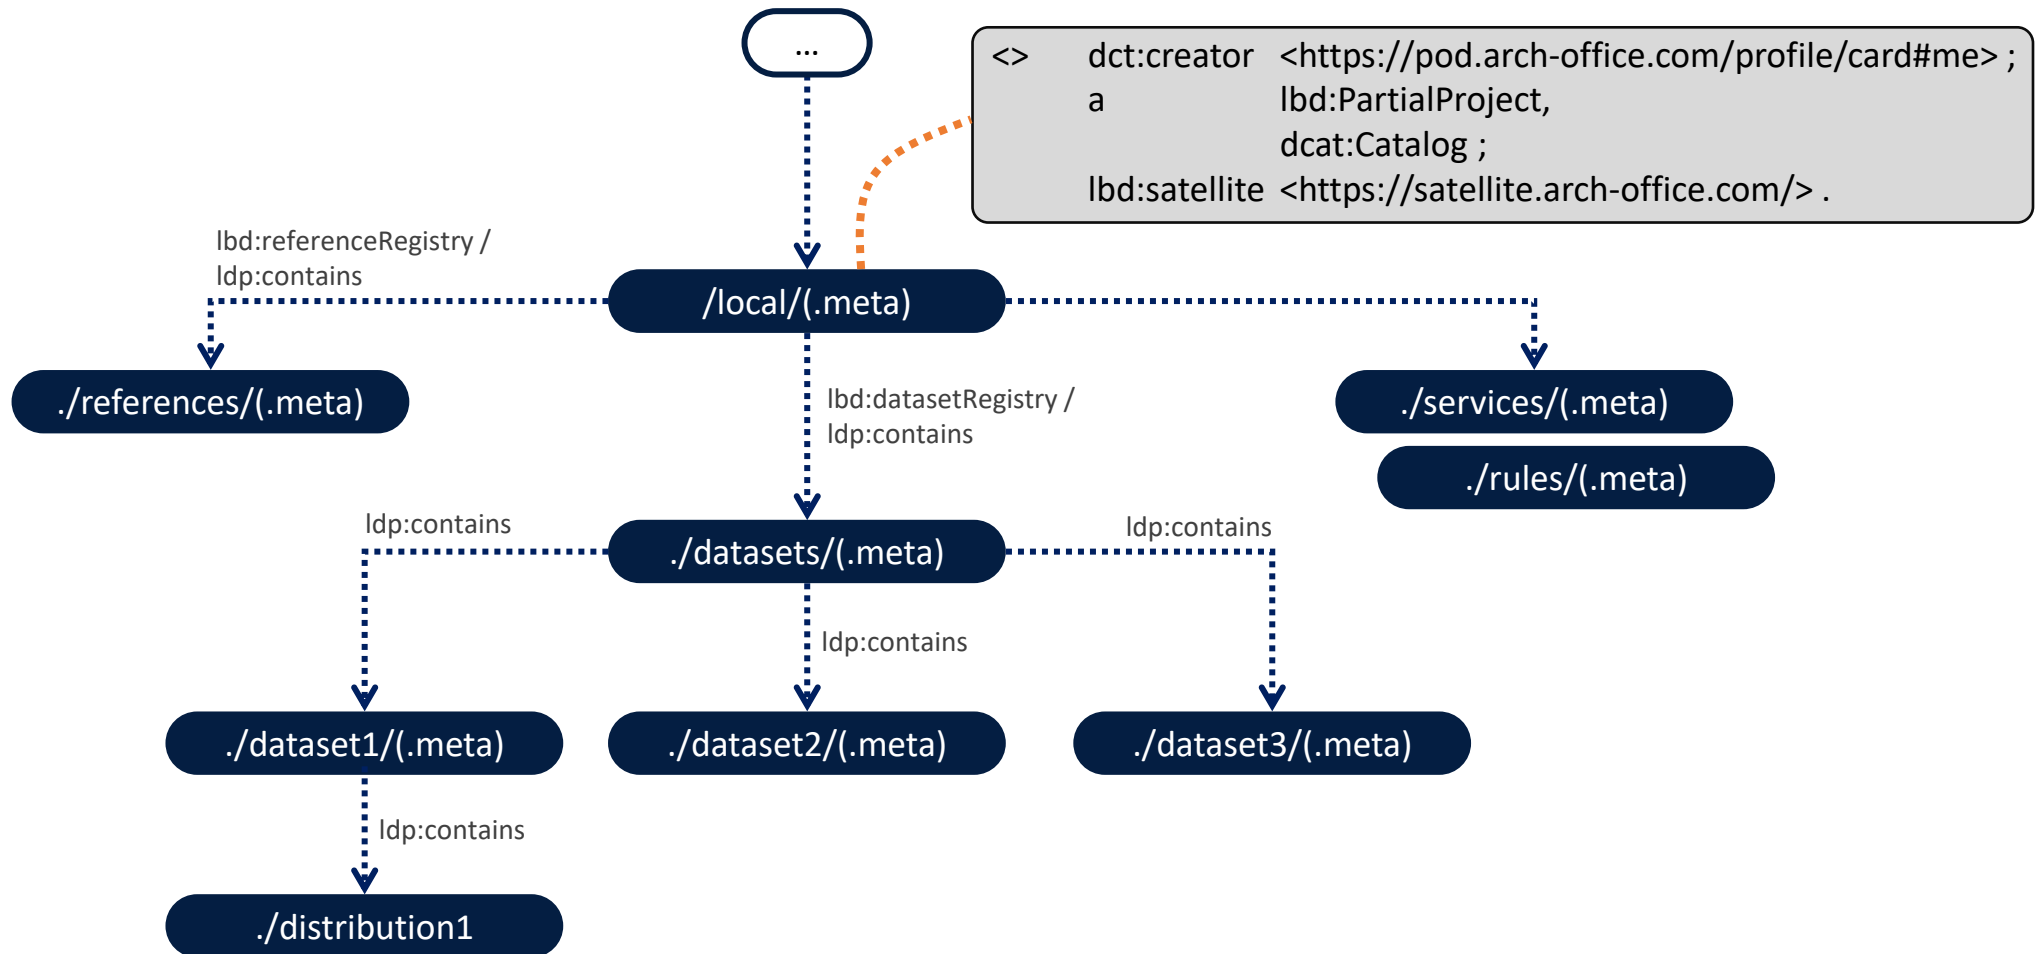 ...
<> dct:creator <https://pod.arch-office.com/profile/card#me> ;
a lbd:PartialProject,
dcat:Catalog ;
lbd:satellite <https://satellite.arch-office.com/> .
lbd:referenceRegistry /
ldp:contains
/local/(.meta)
./references/(.meta)
lbd:datasetRegistry /
ldp:contains
./services/(.meta)
./rules/(.meta)
ldp:contains
./datasets/(.meta)
ldp:contains
ldp:contains
./dataset1/(.meta)
./dataset2/(.meta)
./dataset3/(.meta)
ldp:contains
./distribution1